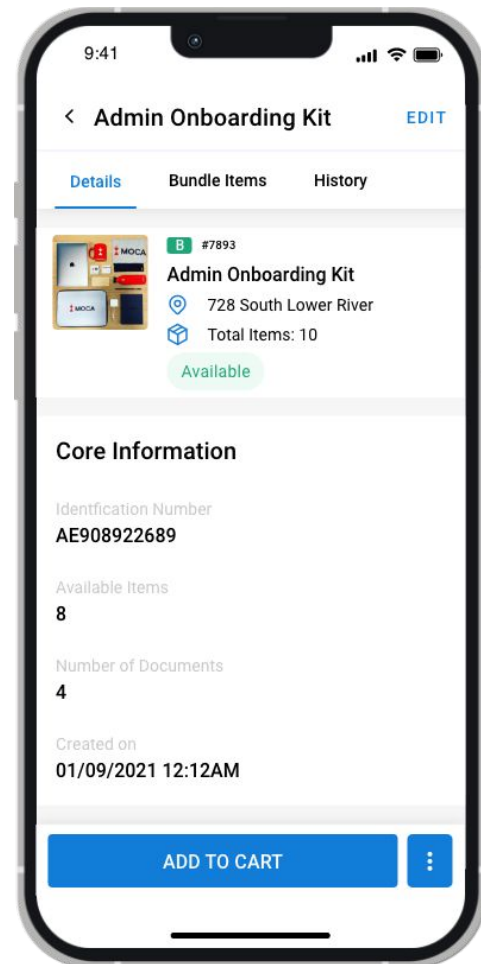 9:41
Admin Onboarding Kit EDIT
Details Bundle Items History
B #7893
MOCA
MOCA
Admin Onboarding Kit
728 South Lower River
Total Items: 10
Available
Core Information
Identfication Number
AE908922689
Available Items
8
Number of Documents
4
Created on
01/09/2021 12:12AM
ADD TO CART